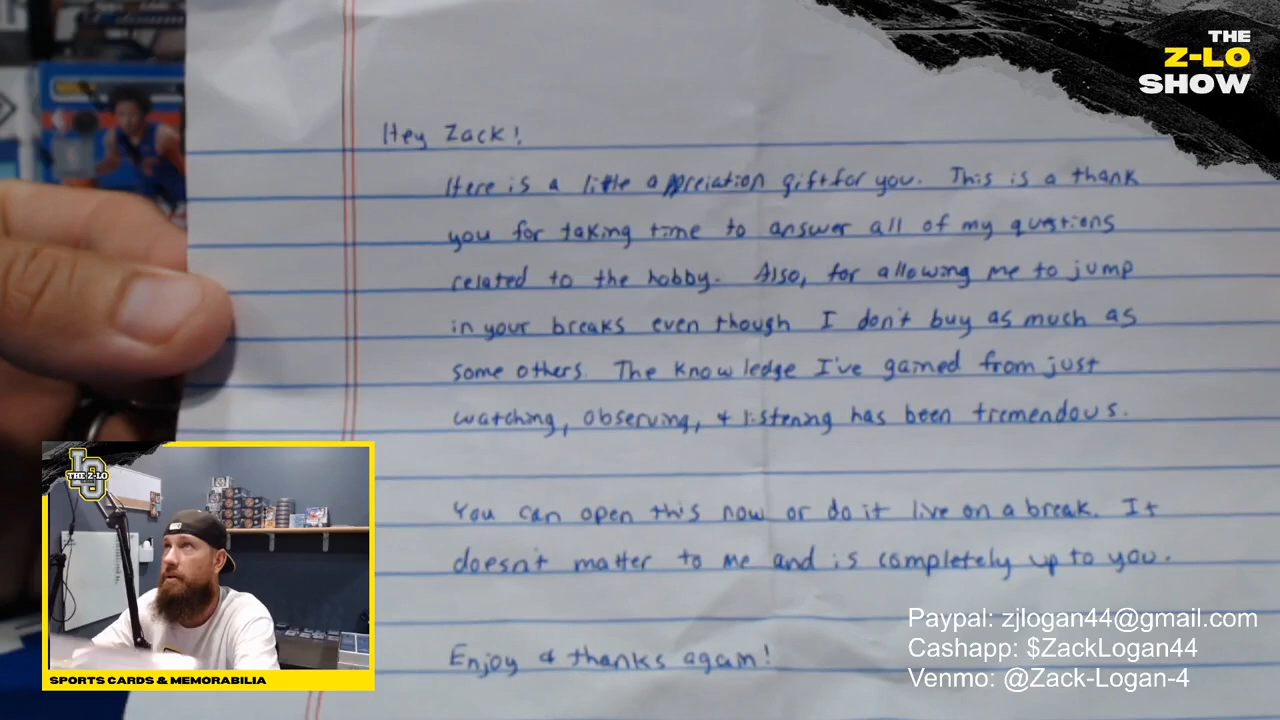 THE
Z-LO
SHOW
Hey Zack!
Here is a little appreiation gift for you. This is a thank
you for taking time to answer all of my questions
related to the hobby. Also, for allowing me to jump
in your breaks even though I don't buy as much as
some others. The knowledge I've gained from just
watching, observing, & listening has been tremendous.
You can open this now or do it live on a break. It
doesn't matter to me and is completely up to you.
Enjoy & thanks again!
THE Z-LO
SPORTS CARDS & MEMORABILIA
Paypal: zjlogan44@gmail.com
Cashapp: $ZackLogan44
Venmo: @Zack-Logan-4